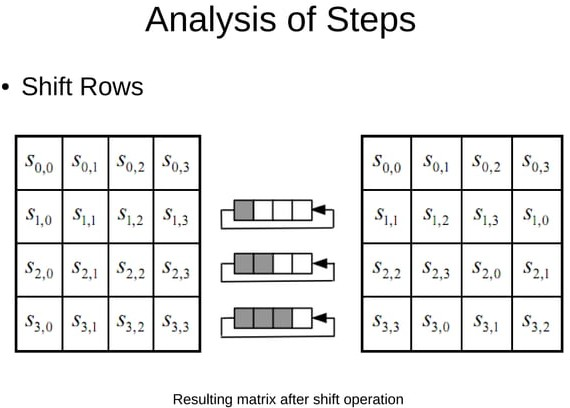 Analysis of Steps
• Shift Rows
S0,0 S0,1 S0,2 S0,3 S0,0 S0,1 S0,2 S0,3
S1,0 S1,1 S1,2 S1,3 S1,1 S1,2 S1,3 S1,0
S2,0 S2,1 S2,2 S2,3 S2,2 S2,3 S2,0 S2,1
S3,0 S3,1 S3,2 S3,3 S3,3 S3,0 S3,1 S3,2
Resulting matrix after shift operation